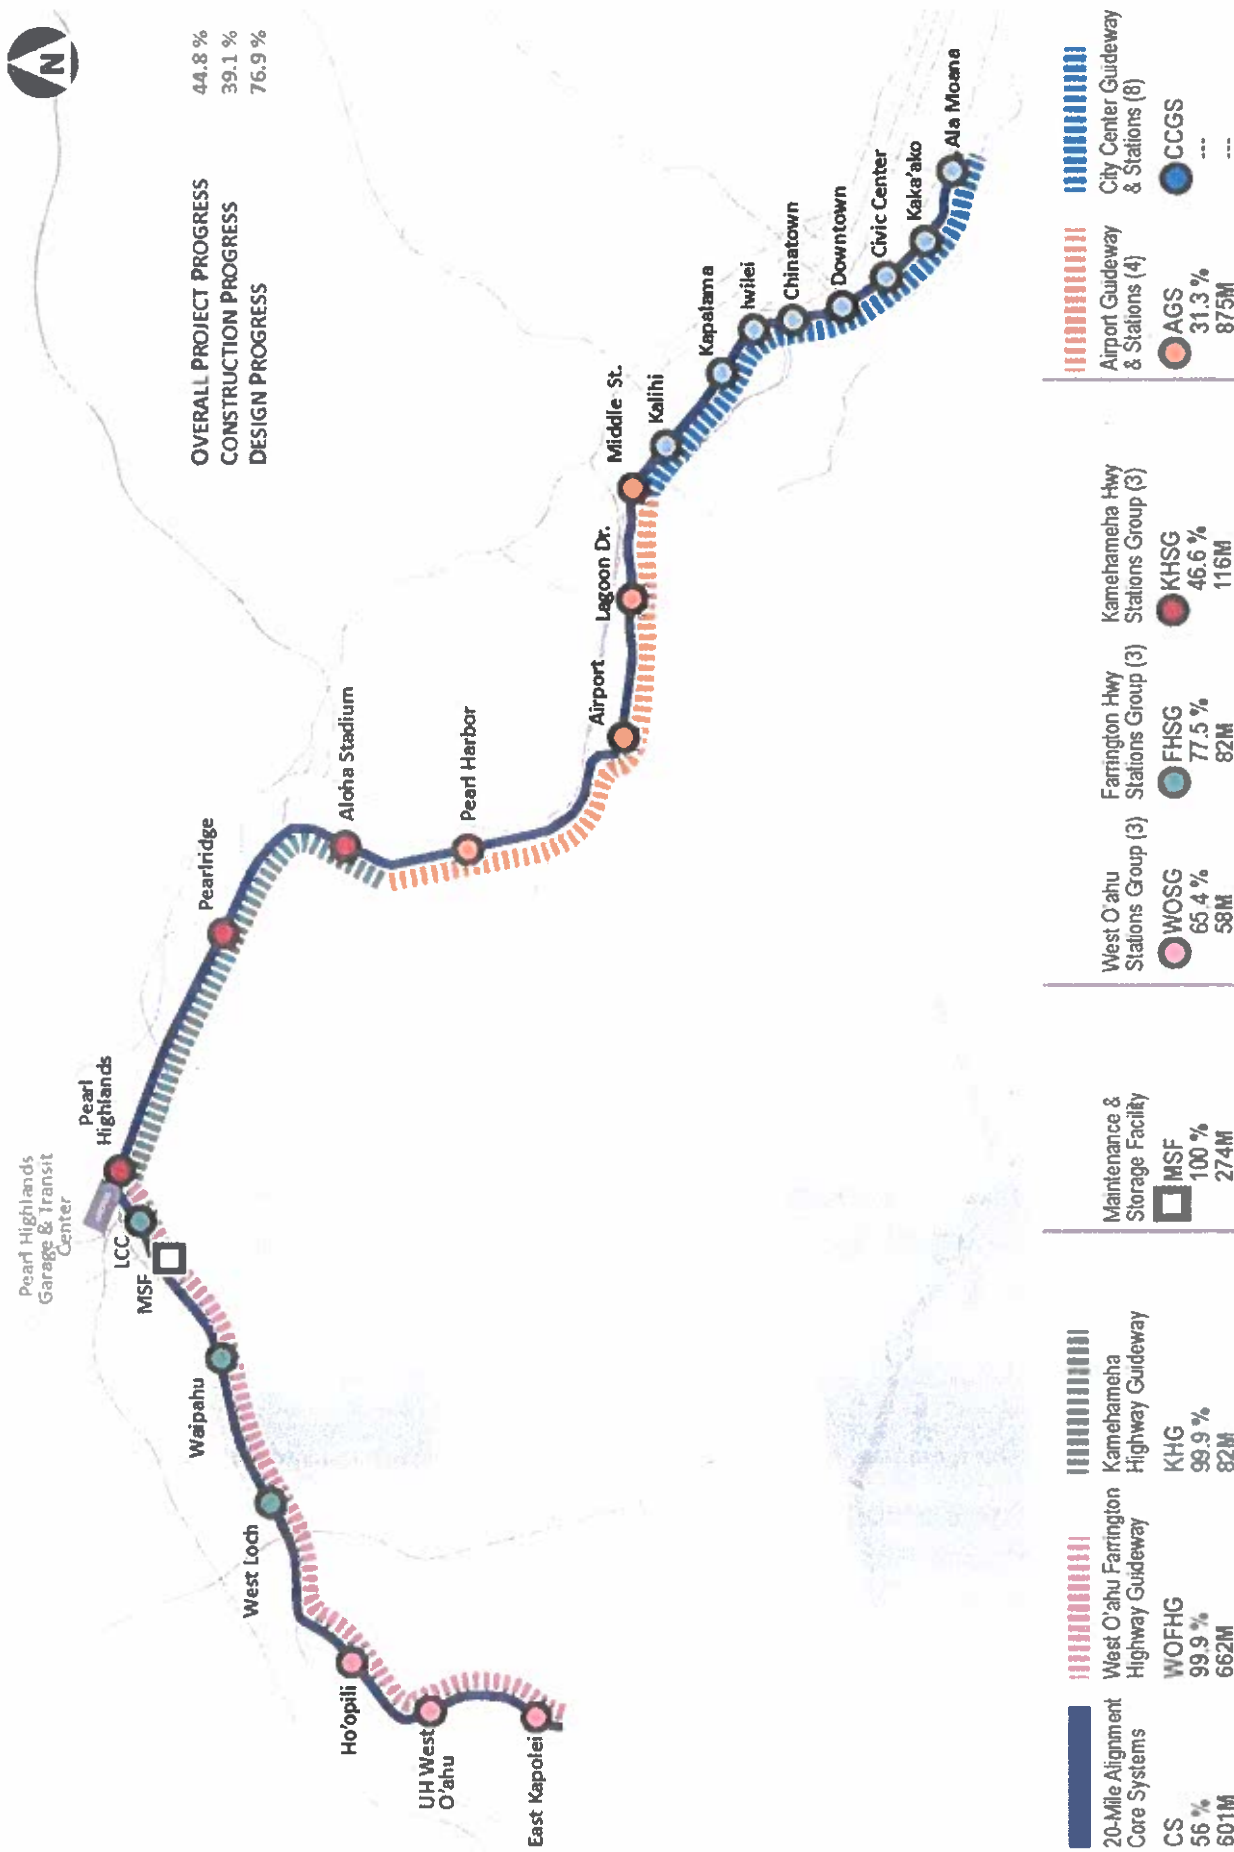 N
OVERALL PROJECT PROGRESS 44.8 %
CONSTRUCTION PROGRESS 39.1 %
DESIGN PROGRESS 76.9 %
Pearl Highlands
Garage & Transit
Center
Pearl
Highlands
LCC
MSF
Waipahu
West Loch
Ho'opili
UH West
O'ahu
East Kapolei
Pearlridge
Aloha Stadium
Pearl Harbor
Airport
Lagoon Dr.
Middle St.
Kalihi
Kapalama
Iwilei
Chinatown
Downtown
Civic Center
Kaka'ako
Ala Moana
20-Mile Alignment
Core Systems
CS
56 %
601M
West O'ahu Farrington
Highway Guideway
WOFHG
99.9 %
662M
Kamehameha
Highway Guideway
KHG
99.9 %
82M
Maintenance &
Storage Facility
MSF
100 %
274M
West O'ahu
Stations Group (3)
WOSG
65.4 %
58M
Farrington Hwy
Stations Group (3)
FHSG
77.5 %
82M
Kamehameha Hwy
Stations Group (3)
KHSG
46.6 %
116M
Airport Guideway
& Stations (4)
AGS
31.3 %
875M
City Center Guideway
& Stations (8)
CCGS
---
---